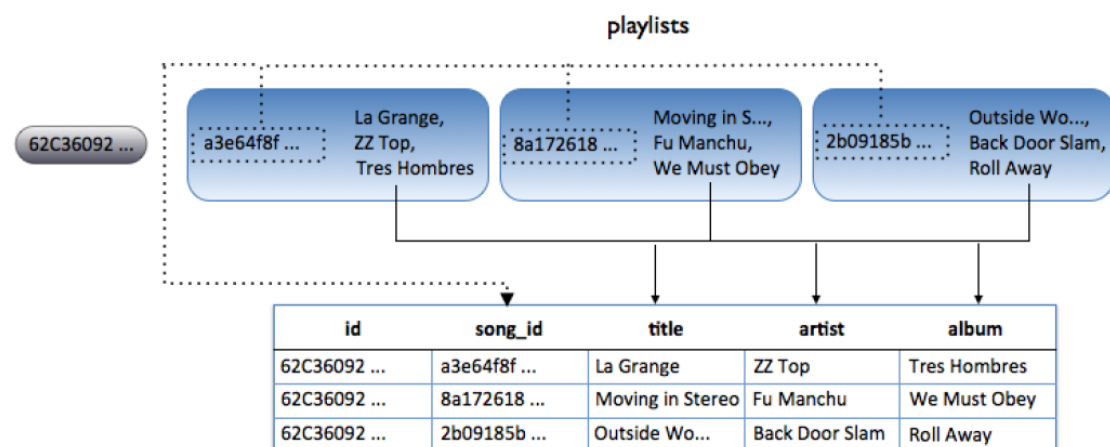 playlists
62C36092 ...
a3e64f8f ...
La Grange,
ZZ Top,
Tres Hombres
8a172618 ...
Moving in S...,
Fu Manchu,
We Must Obey
2b09185b ...
Outside Wo...,
Back Door Slam,
Roll Away
id song_id title artist album
62C36092 ... a3e64f8f ... La Grange ZZ Top Tres Hombres
62C36092 ... 8a172618 ... Moving in Stereo Fu Manchu We Must Obey
62C36092 ... 2b09185b ... Outside Wo... Back Door Slam Roll Away